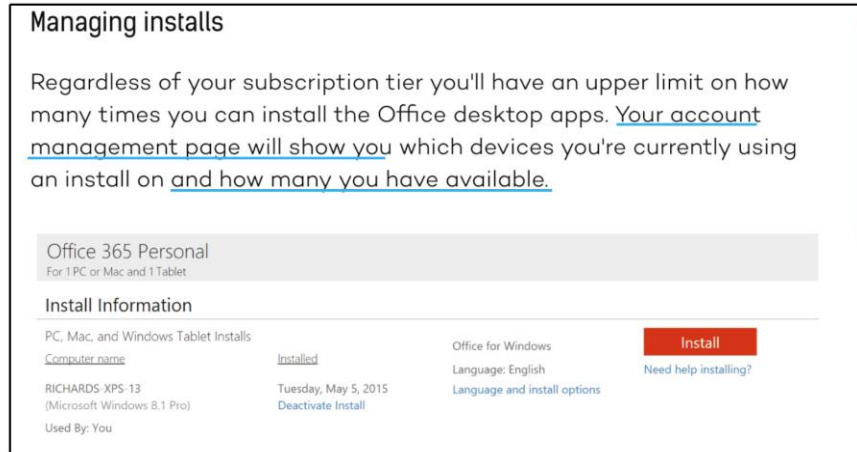 Managing installs
Regardless of your subscription tier you'll have an upper limit on how
many times you can install the Office desktop apps. Your account
management page will show you which devices you're currently using
an install on and how many you have available.
Office 365 Personal
For 1 PC or Mac and 1 Tablet
Install Information
PC, Mac, and Windows Tablet Installs
Computer name
Installed
RICHARDS-XPS-13
Tuesday, May 5, 2015
(Microsoft Windows 8.1 Pro)
Deactivate Install
Used By: You
Office for Windows
Language: English
Language and install options
Install
Need help installing?